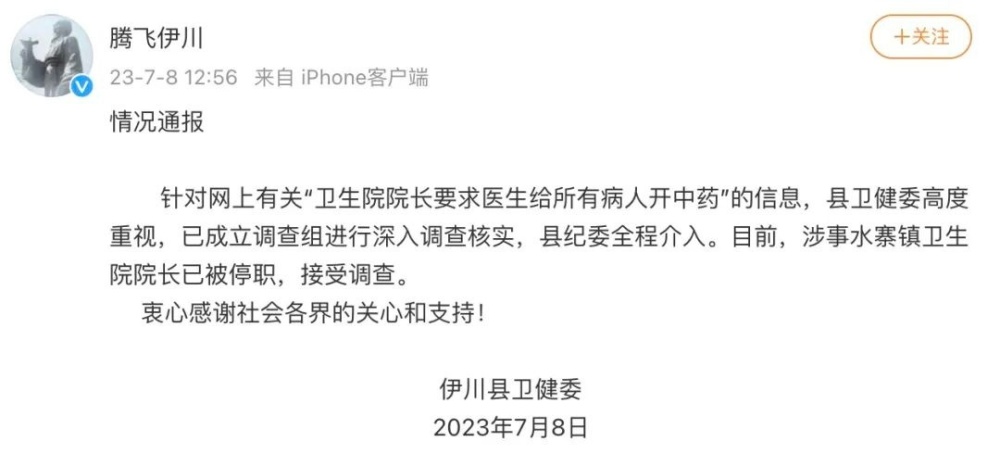 腾飞伊川
+关注
23-7-8 12:56 来自 iPhone客户端
情况通报
针对网上有关“卫生院院长要求医生给所有病人开中药”的信息，县卫健委高度
重视，已成立调查组进行深入调查核实，县纪委全程介入。目前，涉事水寨镇卫生
院院长已被停职，接受调查。
衷心感谢社会各界的关心和支持！
伊川县卫健委
2023年7月8日